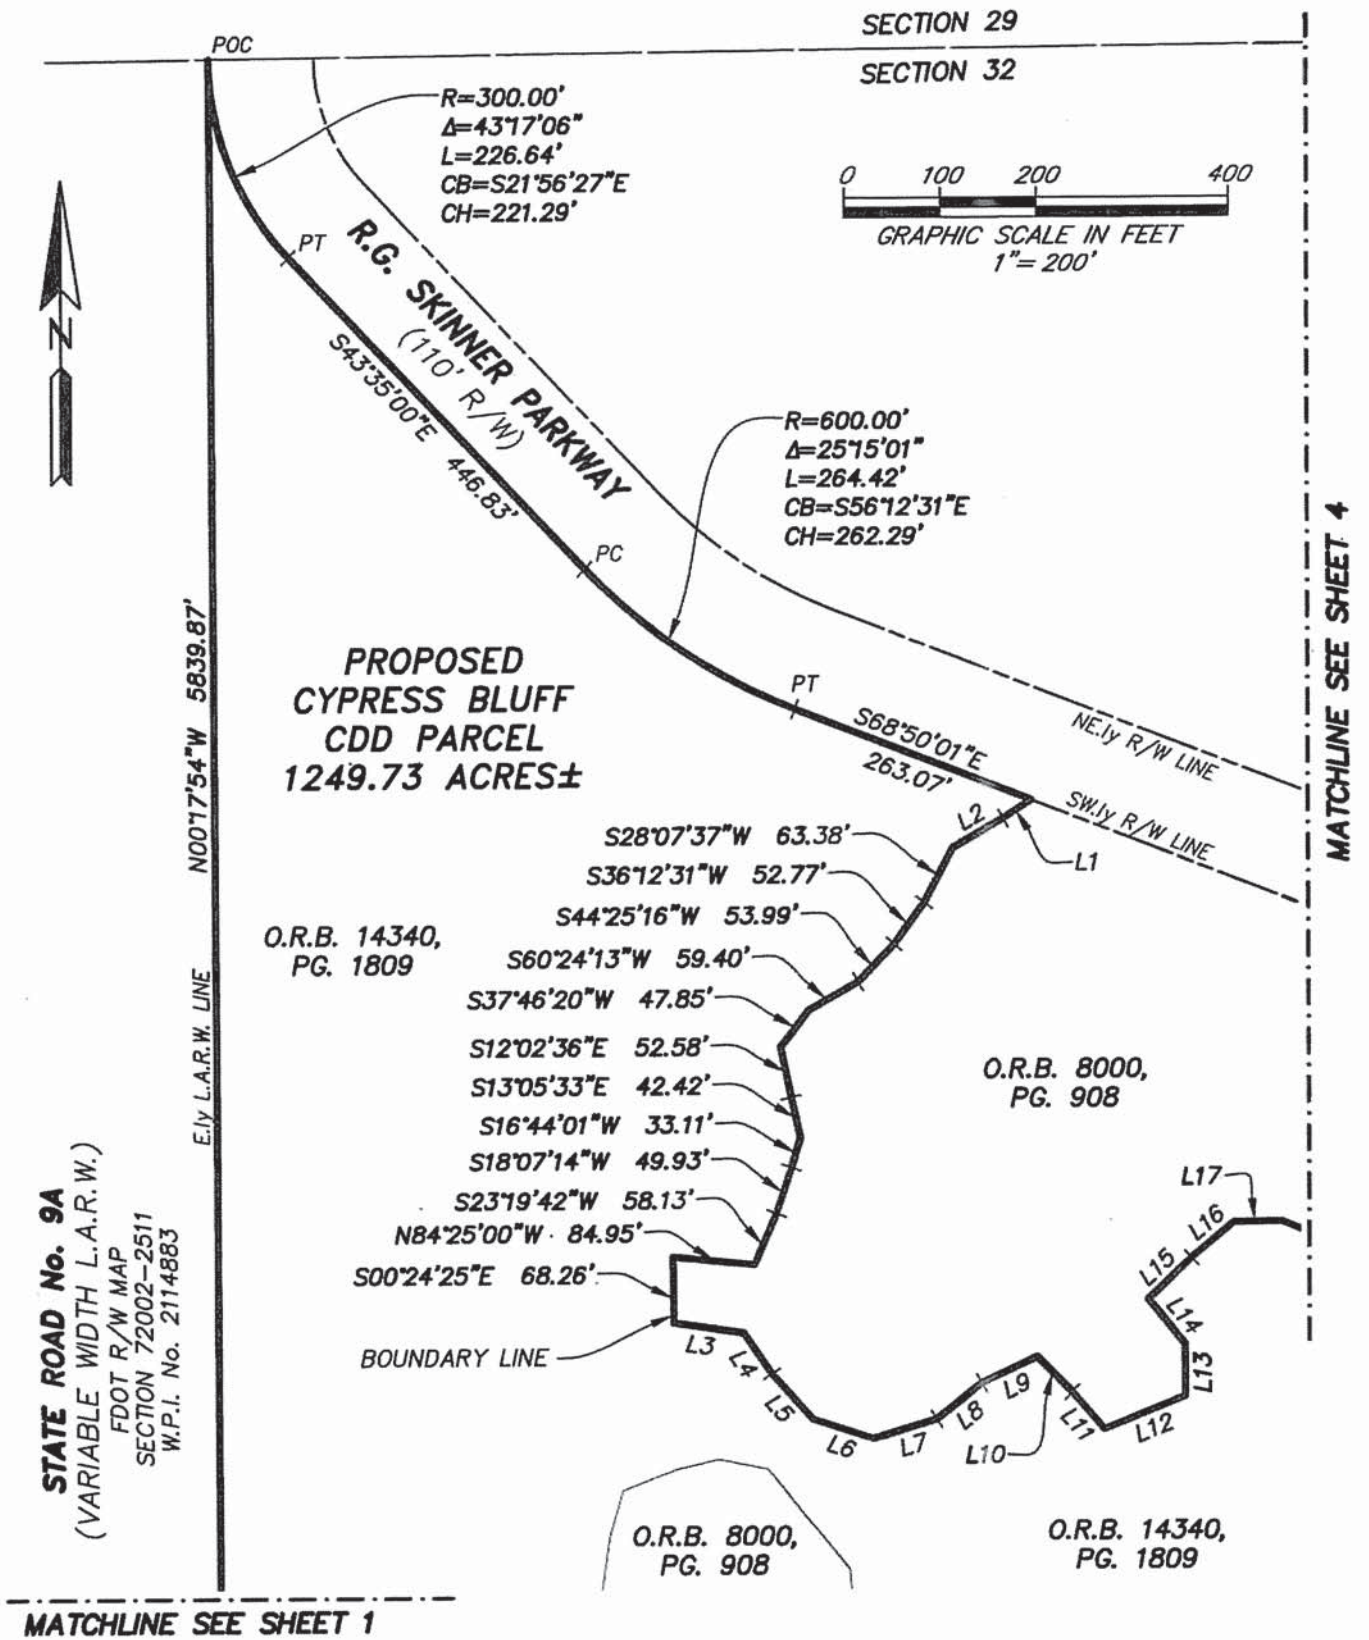 SECTION 29
POC
SECTION 32
R=300.00'
Δ=43°17'06"
L=226.64'
CB=S21°56'27"E
CH=221.29'
0 100 200 400
GRAPHIC SCALE IN FEET
1"= 200'
N
PT
R.G. SKINNER PARKWAY
(110' R/W)
S43°35'00"E 446.83'
R=600.00'
Δ=25°15'01"
L=264.42'
CB=S56°12'31"E
CH=262.29'
PC
MATCHLINE SEE SHEET 4
N00°17'54"W 5839.87'
PROPOSED
CYPRESS BLUFF
CDD PARCEL
1249.73 ACRES±
PT
S68°50'01"E
263.07'
NE.ly R/W LINE
SW.ly R/W LINE
L2
L1
S28°07'37"W 63.38'
S36°12'31"W 52.77'
S44°25'16"W 53.99'
S60°24'13"W 59.40'
S37°46'20"W 47.85'
S12°02'36"E 52.58'
S13°05'33"E 42.42'
S16°44'01"W 33.11'
S18°07'14"W 49.93'
S23°19'42"W 58.13'
N84°25'00"W 84.95'
S00°24'25"E 68.26'
BOUNDARY LINE
O.R.B. 14340,
PG. 1809
E.ly L.A.R.W. LINE
O.R.B. 8000,
PG. 908
STATE ROAD No. 9A
(VARIABLE WIDTH L.A.R.W.)
FDOT R/W MAP
SECTION 72002-2511
W.P.I. No. 2114883
L3
L4
L5
L6
L7
L8
L9
L10
L11
L12
L13
L14
L15
L16
L17
O.R.B. 8000,
PG. 908
O.R.B. 14340,
PG. 1809
MATCHLINE SEE SHEET 1